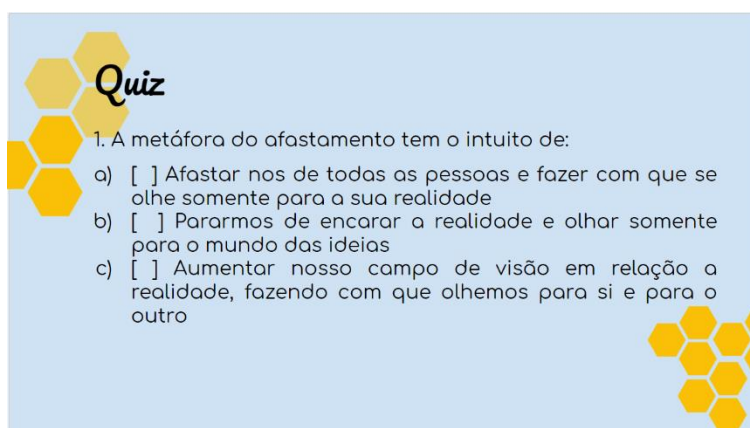 Quiz
1. A metáfora do afastamento tem o intuito de:
a) [ ] Afastar nos de todas as pessoas e fazer com que se
olhe somente para a sua realidade
b) [ ] Pararmos de encarar a realidade e olhar somente
para o mundo das ideias
c) [ ] Aumentar nosso campo de visão em relação a
realidade, fazendo com que olhemos para si e para o
outro